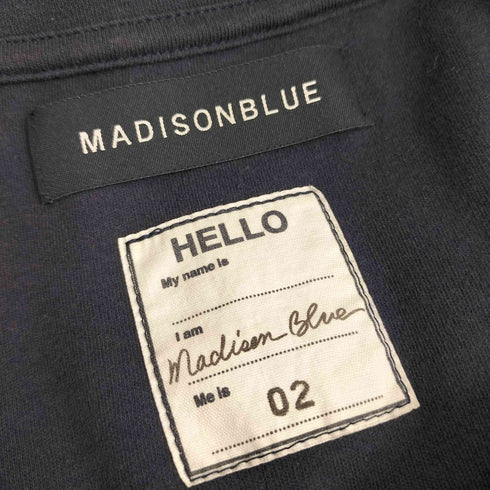 MADISONBLUE
HELLO
My name is
I am
Madison Blue
Me is 02